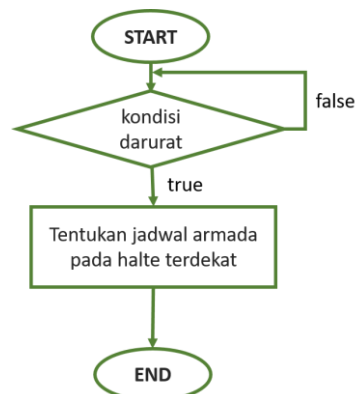 START
kondisi
darurat
false
true
Tentukan jadwal armada
pada halte terdekat
END